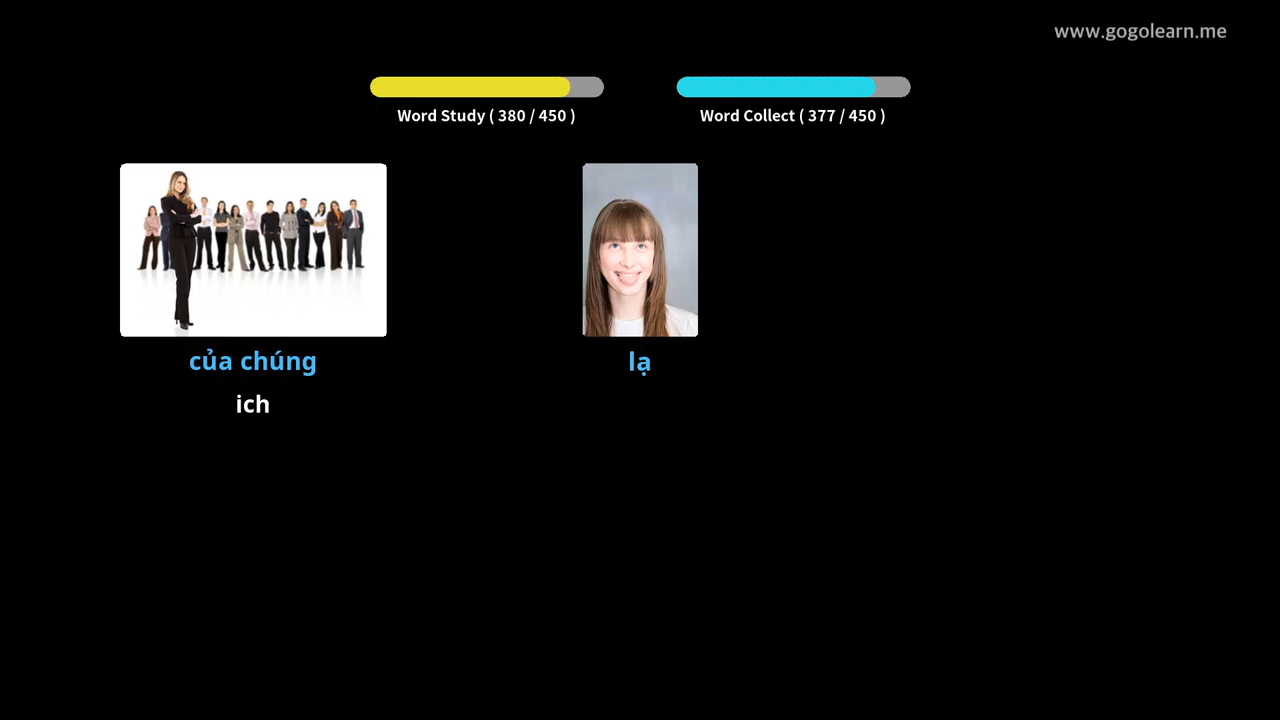 www.gogolearn.me
Word Study ( 380 / 450 )
Word Collect ( 377 / 450 )
của chúng
lạ
ich